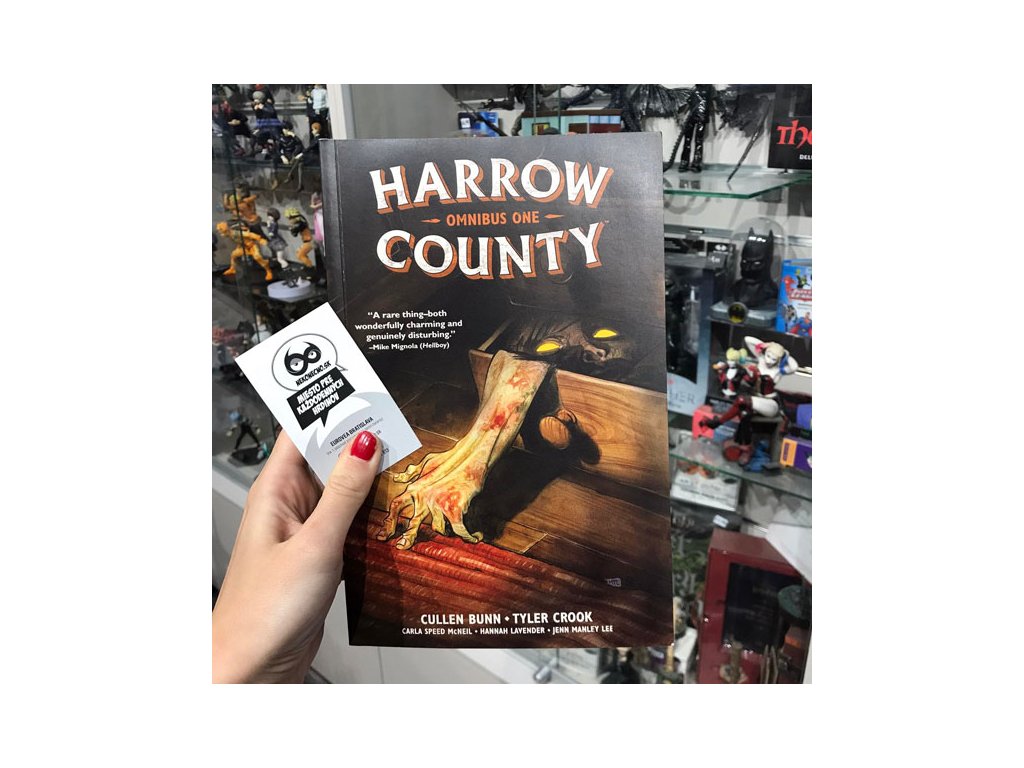 HARROW
OMNIBUS ONE
COUNTY
™
“A rare thing–both
wonderfully charming and
genuinely disturbing.”
–Mike Mignola (Hellboy)
CULLEN BUNN • TYLER CROOK
CARLA SPEED McNEIL • HANNAH LAVENDER • JENN MANLEY LEE
NEKONECNO.SK
MIESTO PRE
KAŽDODENNÝCH
HRDINOV
EUROVEA BRATISLAVA